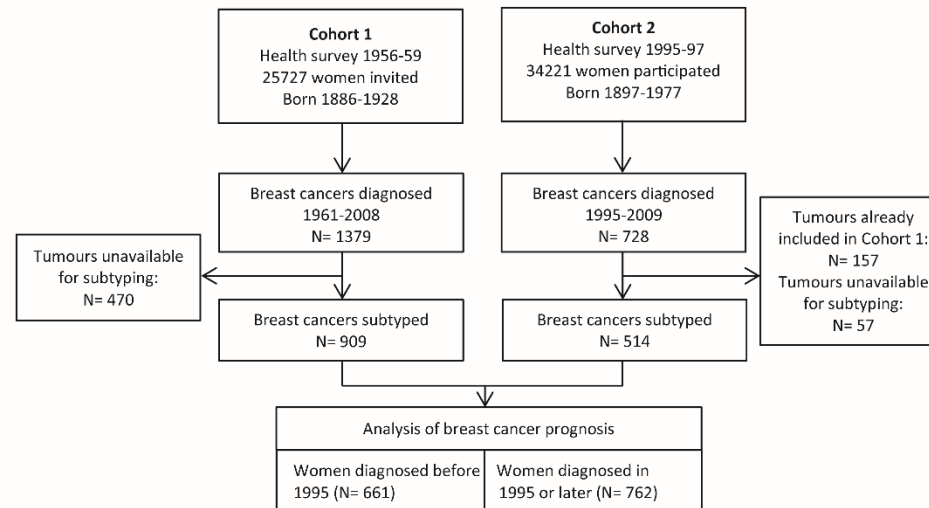 Cohort 1
Health survey 1956-59
25727 women invited
Born 1886-1928
Cohort 2
Health survey 1995-97
34221 women participated
Born 1897-1977
Breast cancers diagnosed
1961-2008
N= 1379
Breast cancers diagnosed
1995-2009
N= 728
Tumours unavailable
for subtyping:
N= 470
Tumours already
included in Cohort 1:
N= 157
Tumours unavailable
for subtyping:
N= 57
Breast cancers subtyped
N= 909
Breast cancers subtyped
N= 514
Analysis of breast cancer prognosis
Women diagnosed before
1995 (N= 661)
Women diagnosed in
1995 or later (N= 762)